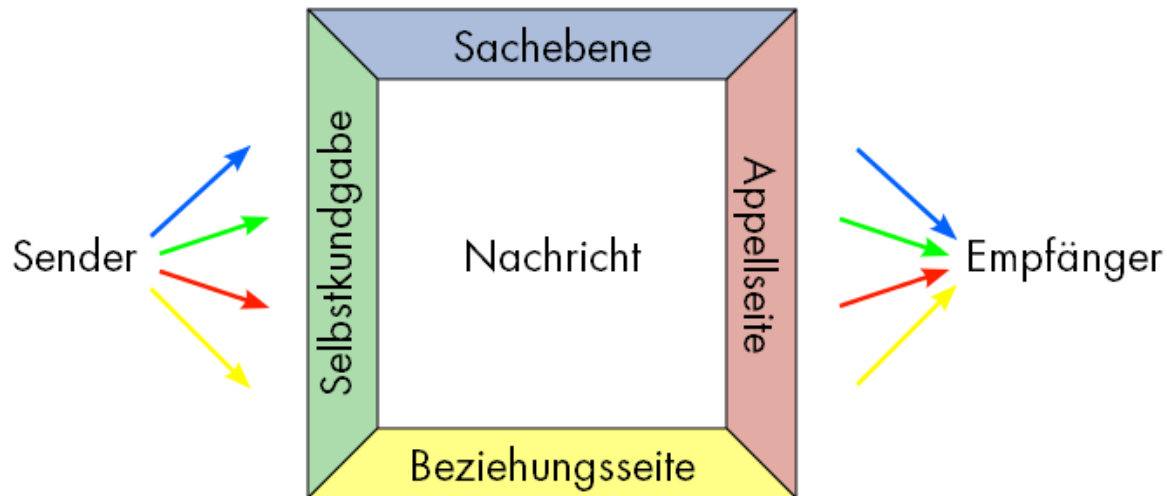 Sachebene
Selbstkundgabe
Sender
Nachricht
Appellseite
Empfänger
Beziehungsseite